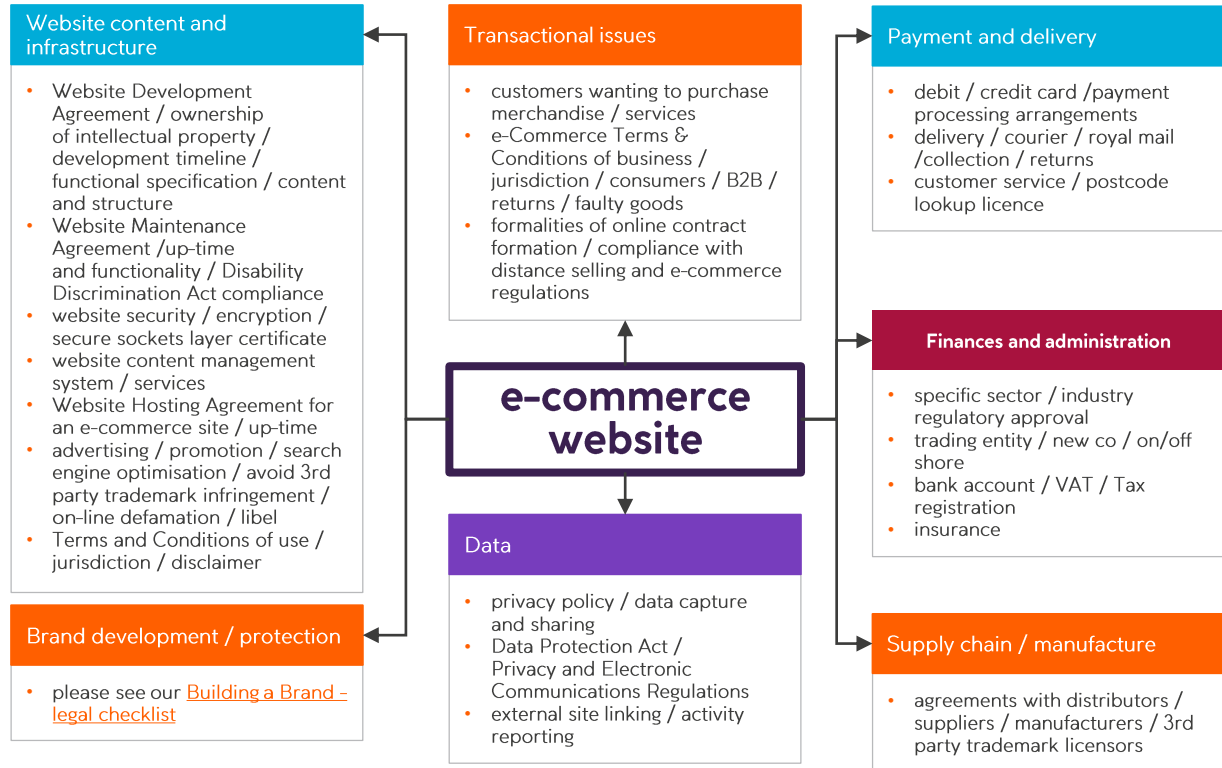 Website content and
infrastructure
• Website Development
Agreement / ownership
of intellectual property /
development timeline /
functional specification / content
and structure
• Website Maintenance
Agreement /up-time
and functionality / Disability
Discrimination Act compliance
• website security / encryption /
secure sockets layer certificate
• website content management
system / services
• Website Hosting Agreement for
an e-commerce site / up-time
• advertising / promotion / search
engine optimisation / avoid 3rd
party trademark infringement /
on-line defamation / libel
• Terms and Conditions of use /
jurisdiction / disclaimer
Brand development / protection
• please see our Building a Brand –
legal checklist
Transactional issues
• customers wanting to purchase
merchandise / services
• e-Commerce Terms &
Conditions of business /
jurisdiction / consumers / B2B /
returns / faulty goods
• formalities of online contract
formation / compliance with
distance selling and e-commerce
regulations
e-commerce
website
Data
• privacy policy / data capture
and sharing
• Data Protection Act /
Privacy and Electronic
Communications Regulations
• external site linking / activity
reporting
Payment and delivery
• debit / credit card /payment
processing arrangements
• delivery / courier / royal mail
/collection / returns
• customer service / postcode
lookup licence
Finances and administration
• specific sector / industry
regulatory approval
• trading entity / new co / on/off
shore
• bank account / VAT / Tax
registration
• insurance
Supply chain / manufacture
• agreements with distributors /
suppliers / manufacturers / 3rd
party trademark licensors